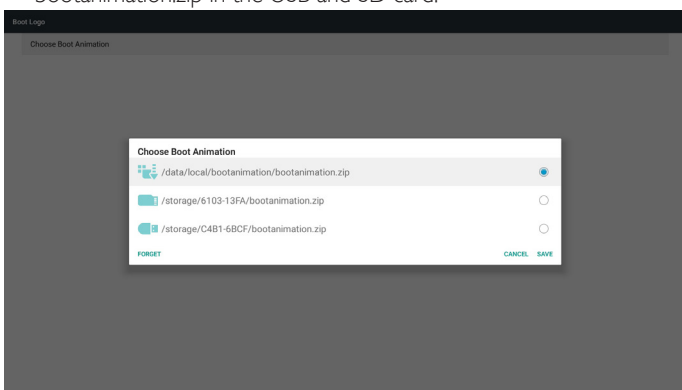 bootanimation.zip in the USB and SD card.
Boot Logo
Choose Boot Animation
Choose Boot Animation
/data/local/bootanimation/bootanimation.zip
/storage/6103-13FA/bootanimation.zip
/storage/C4B1-6BCF/bootanimation.zip
FORGET CANCEL SAVE